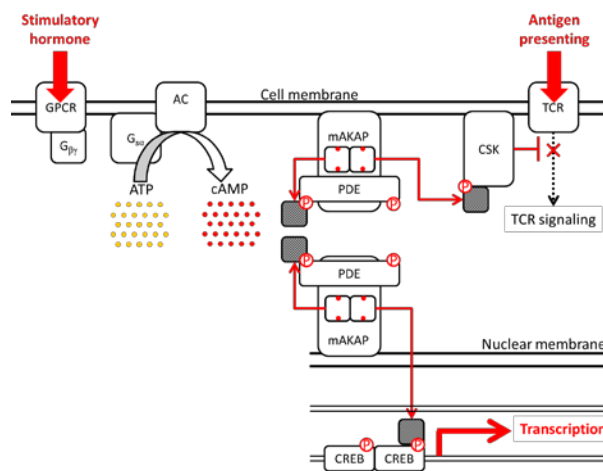 Stimulatory
hormone
Antigen
presenting
GPCR
AC
Cell membrane
TCR
Gβγ
Gsα
mAKAP
CSK
PDE
P
P
P
ATP
cAMP
TCR signaling
P
P
PDE
mAKAP
Nuclear membrane
Transcription
P
P
CREB
CREB